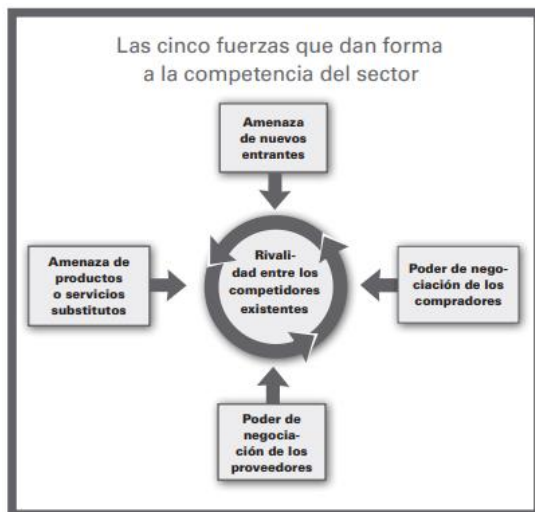 Las cinco fuerzas que dan forma
a la competencia del sector
Amenaza
de nuevos
entrantes
Amenaza de
productos
o servicios
substitutos
Rivali-
dad entre los
competidores
existentes
Poder de nego-
ciación de los
compradores
Poder de
negocia-
ción de los
proveedores